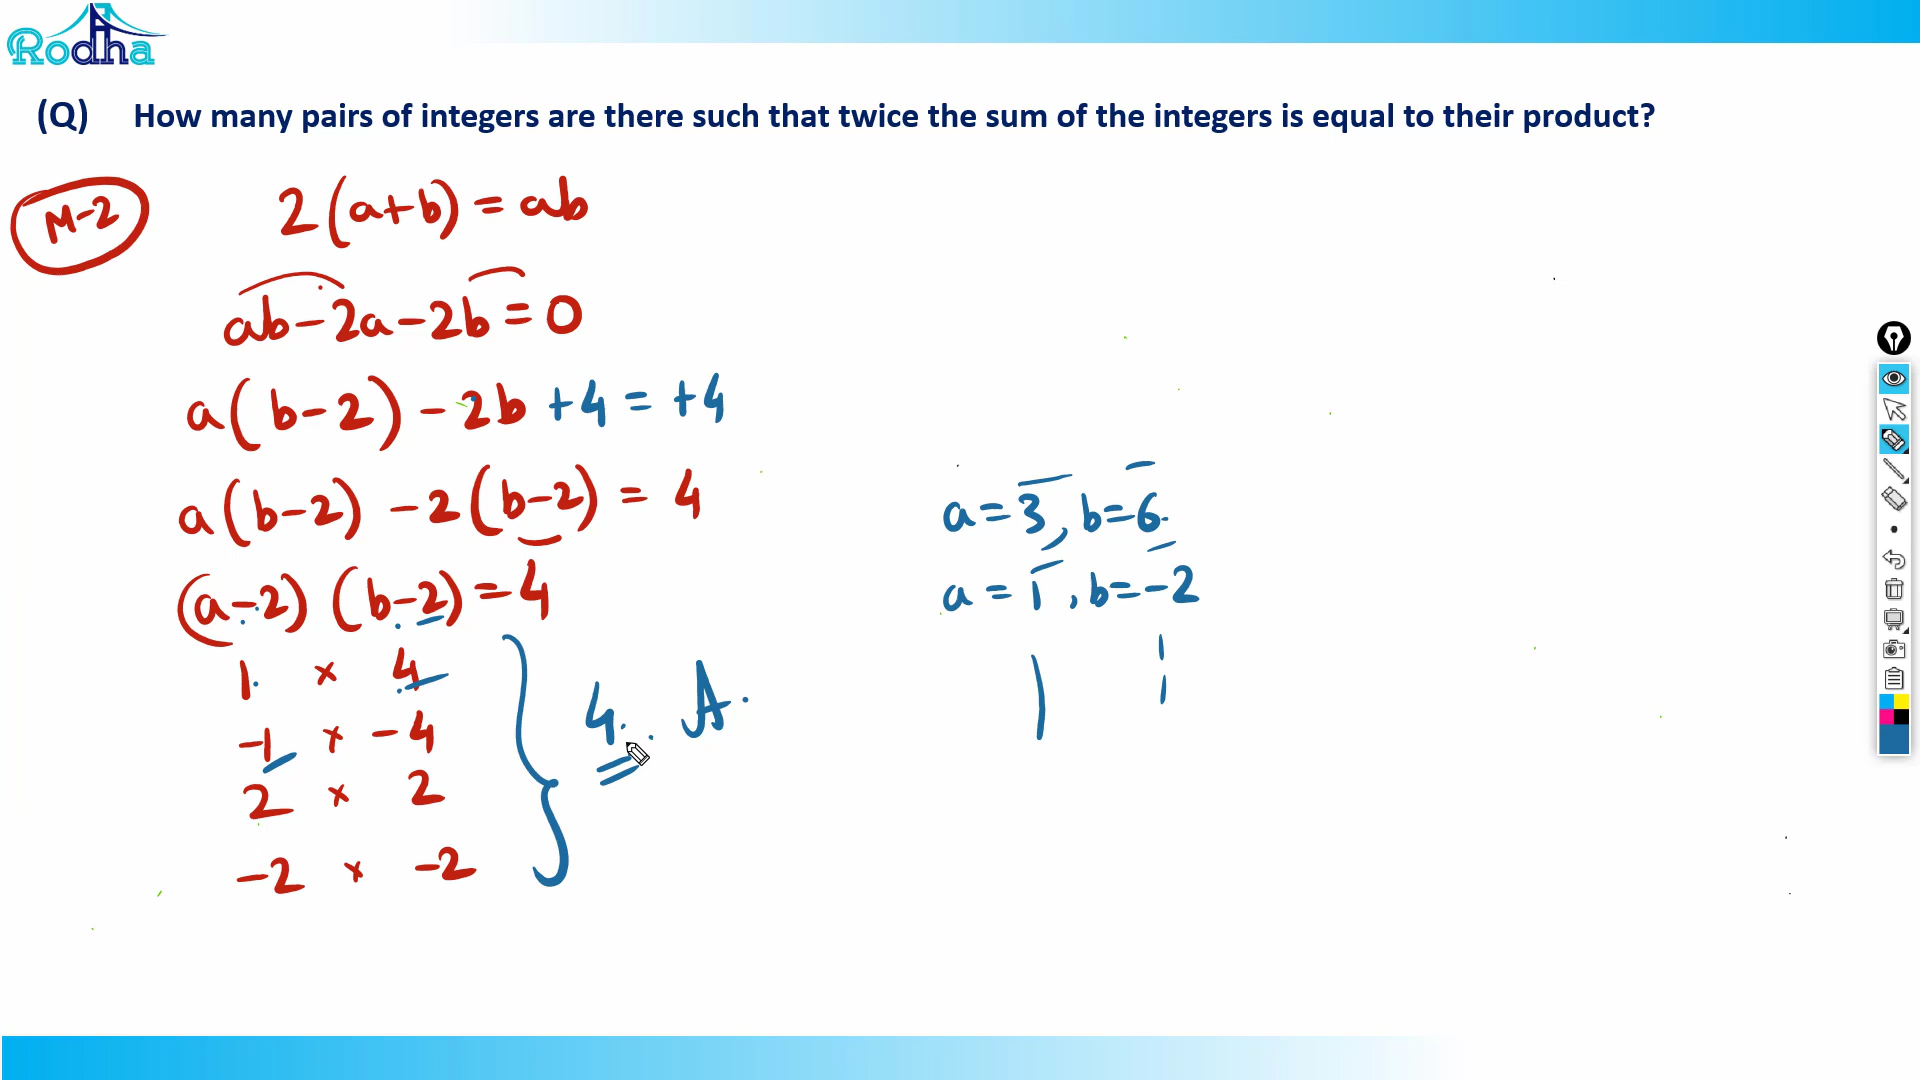 Rodha
(Q) How many pairs of integers are there such that twice the sum of the integers is equal to their product?
M-2
2(a+b) = ab
ab-2a-2b=0
a(b-2) -2b +4 = +4
a(b-2) -2(b-2) = 4
(a-2) (b-2) = 4
1 × 4
-1 × -4
2 × 2
-2 × -2
4. A.
a=3, b=6
a=1, b=-2